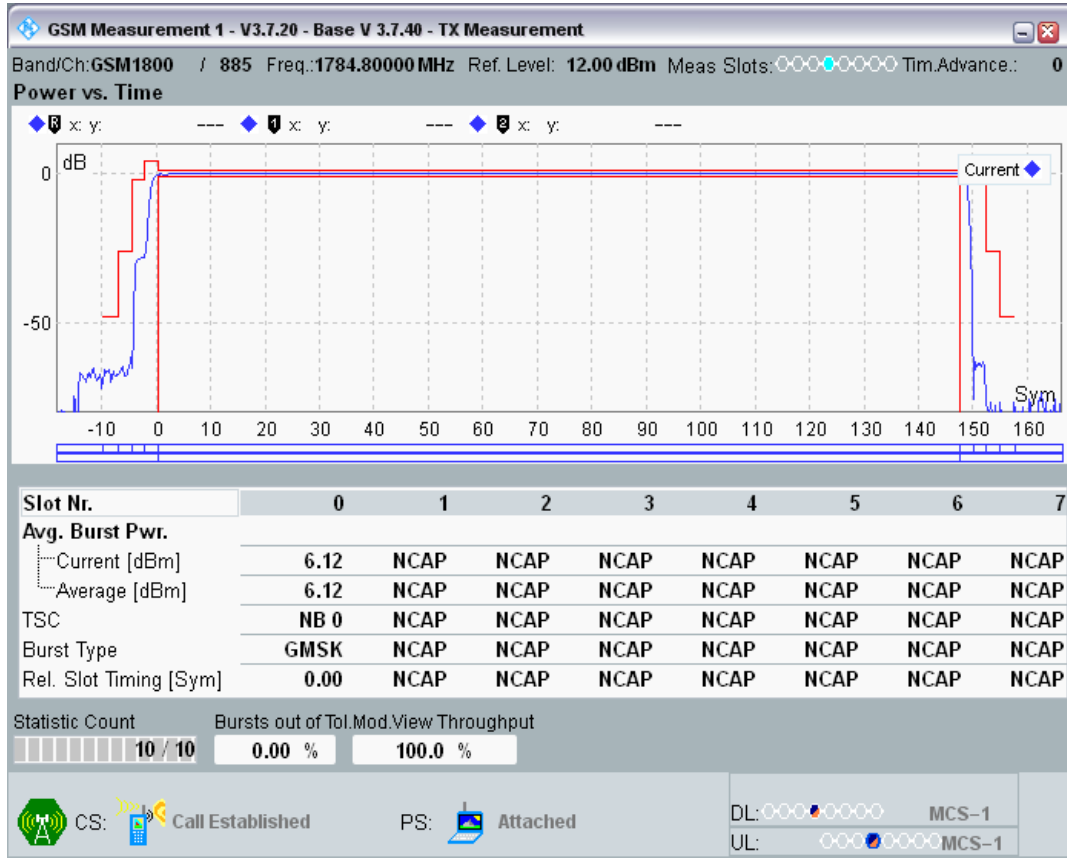 GSM Measurement 1 - V3.7.20 - Base V 3.7.40 - TX Measurement
Band/Ch:GSM1800 / 885 Freq.:1784.80000 MHz Ref. Level: 12.00 dBm Meas Slots: Tim.Advance.: 0
Power vs. Time
R x: y: --- 1 x: y: --- 2 x: y: ---
0 dB
Current
-50
Sym
-10 0 10 20 30 40 50 60 70 80 90 100 110 120 130 140 150 160
Slot Nr. 0 1 2 3 4 5 6 7
Avg. Burst Pwr.
Current [dBm] 6.12 NCAP NCAP NCAP NCAP NCAP NCAP NCAP
Average [dBm] 6.12 NCAP NCAP NCAP NCAP NCAP NCAP NCAP
TSC NB 0 NCAP NCAP NCAP NCAP NCAP NCAP NCAP
Burst Type GMSK NCAP NCAP NCAP NCAP NCAP NCAP NCAP
Rel. Slot Timing [Sym] 0.00 NCAP NCAP NCAP NCAP NCAP NCAP NCAP
Statistic Count Bursts out of Tol. Mod.View Throughput
10 / 10 0.00 % 100.0 %
CS: Call Established PS: Attached
DL: MCS-1
UL: MCS-1